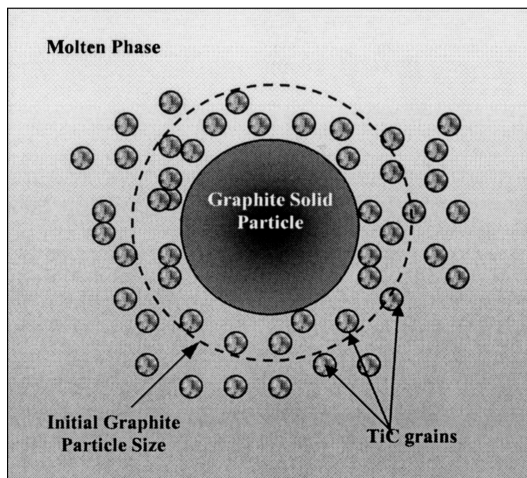 Molten Phase
Graphite Solid
Particle
Initial Graphite
Particle Size
TiC grains